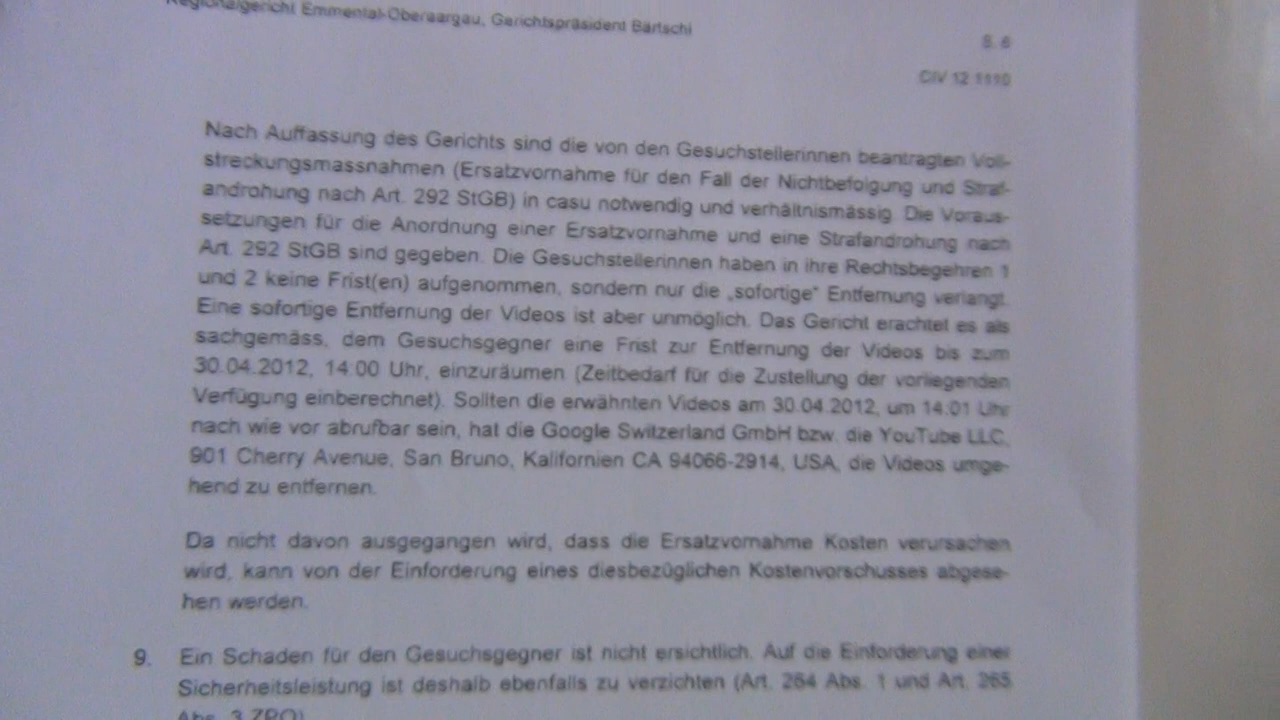 Regionalgericht Emmental-Oberaargau, Gerichtspräsident Bärtschi
S. 6
CIV 12 1110
Nach Auffassung des Gerichts sind die von den Gesuchstellerinnen beantragten Voll-
streckungsmassnahmen (Ersatzvornahme für den Fall der Nichtbefolgung und Straf-
androhung nach Art. 292 StGB) in casu notwendig und verhältnismässig. Die Voraus-
setzungen für die Anordnung einer Ersatzvornahme und eine Strafandrohung nach
Art. 292 StGB sind gegeben. Die Gesuchstellerinnen haben in ihre Rechtsbegehren 1
und 2 keine Frist(en) aufgenommen, sondern nur die „sofortige“ Entfernung verlangt.
Eine sofortige Entfernung der Videos ist aber unmöglich. Das Gericht erachtet es als
sachgemäss, dem Gesuchsgegner eine Frist zur Entfernung der Videos bis zum
30.04.2012, 14:00 Uhr, einzuräumen (Zeitbedarf für die Zustellung der vorliegenden
Verfügung einberechnet). Sollten die erwähnten Videos am 30.04.2012, um 14:01 Uhr
nach wie vor abrufbar sein, hat die Google Switzerland GmbH bzw. die YouTube LLC,
901 Cherry Avenue, San Bruno, Kalifornien CA 94066-2914, USA, die Videos umge-
hend zu entfernen.
Da nicht davon ausgegangen wird, dass die Ersatzvornahme Kosten verursachen
wird, kann von der Einforderung eines diesbezüglichen Kostenvorschusses abgese-
hen werden.
9. Ein Schaden für den Gesuchsgegner ist nicht ersichtlich. Auf die Einforderung einer
Sicherheitsleistung ist deshalb ebenfalls zu verzichten (Art. 264 Abs. 1 und Art. 265
Abs. 3 ZPO).